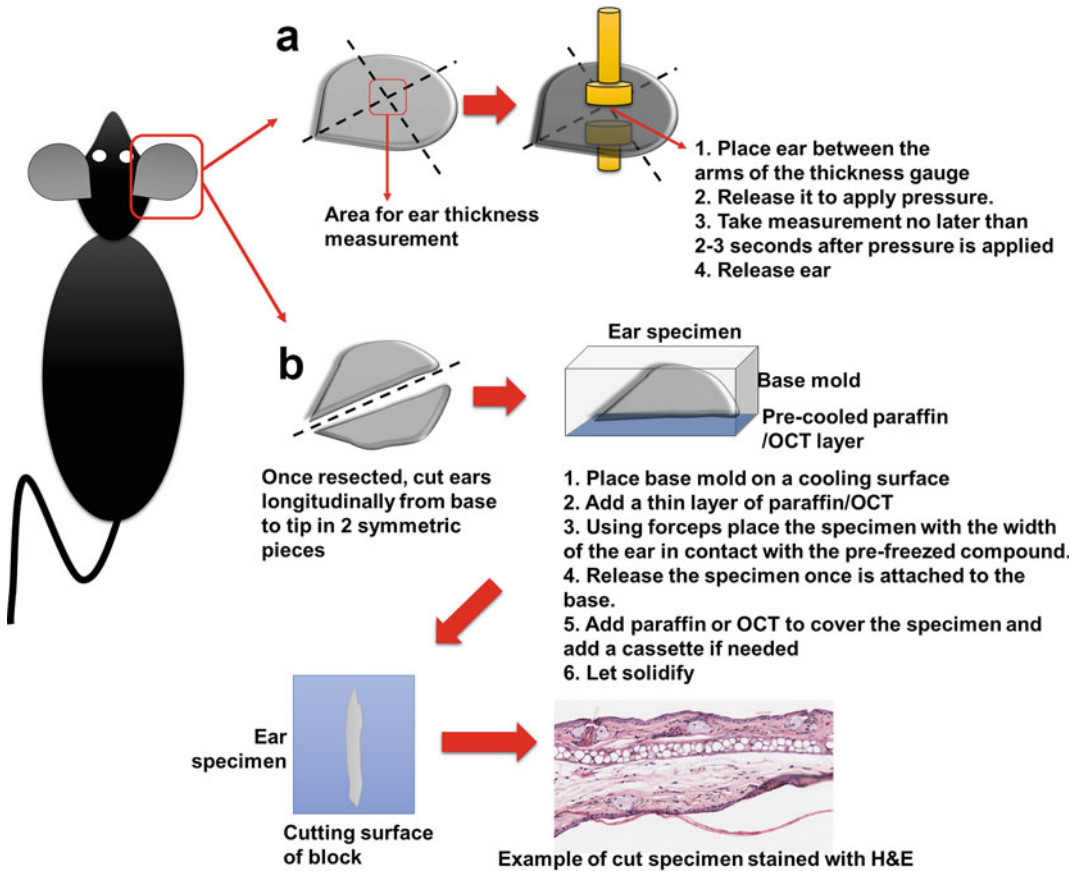 a
Area for ear thickness
measurement
1. Place ear between the
arms of the thickness gauge
2. Release it to apply pressure.
3. Take measurement no later than
2-3 seconds after pressure is applied
4. Release ear
b
Once resected, cut ears
longitudinally from base
to tip in 2 symmetric
pieces
Ear specimen
Base mold
Pre-cooled paraffin
/OCT layer
1. Place base mold on a cooling surface
2. Add a thin layer of paraffin/OCT
3. Using forceps place the specimen with the width
of the ear in contact with the pre-freezed compound.
4. Release the specimen once is attached to the
base.
5. Add paraffin or OCT to cover the specimen and
add a cassette if needed
6. Let solidify
Ear
specimen
Cutting surface
of block
Example of cut specimen stained with H&E